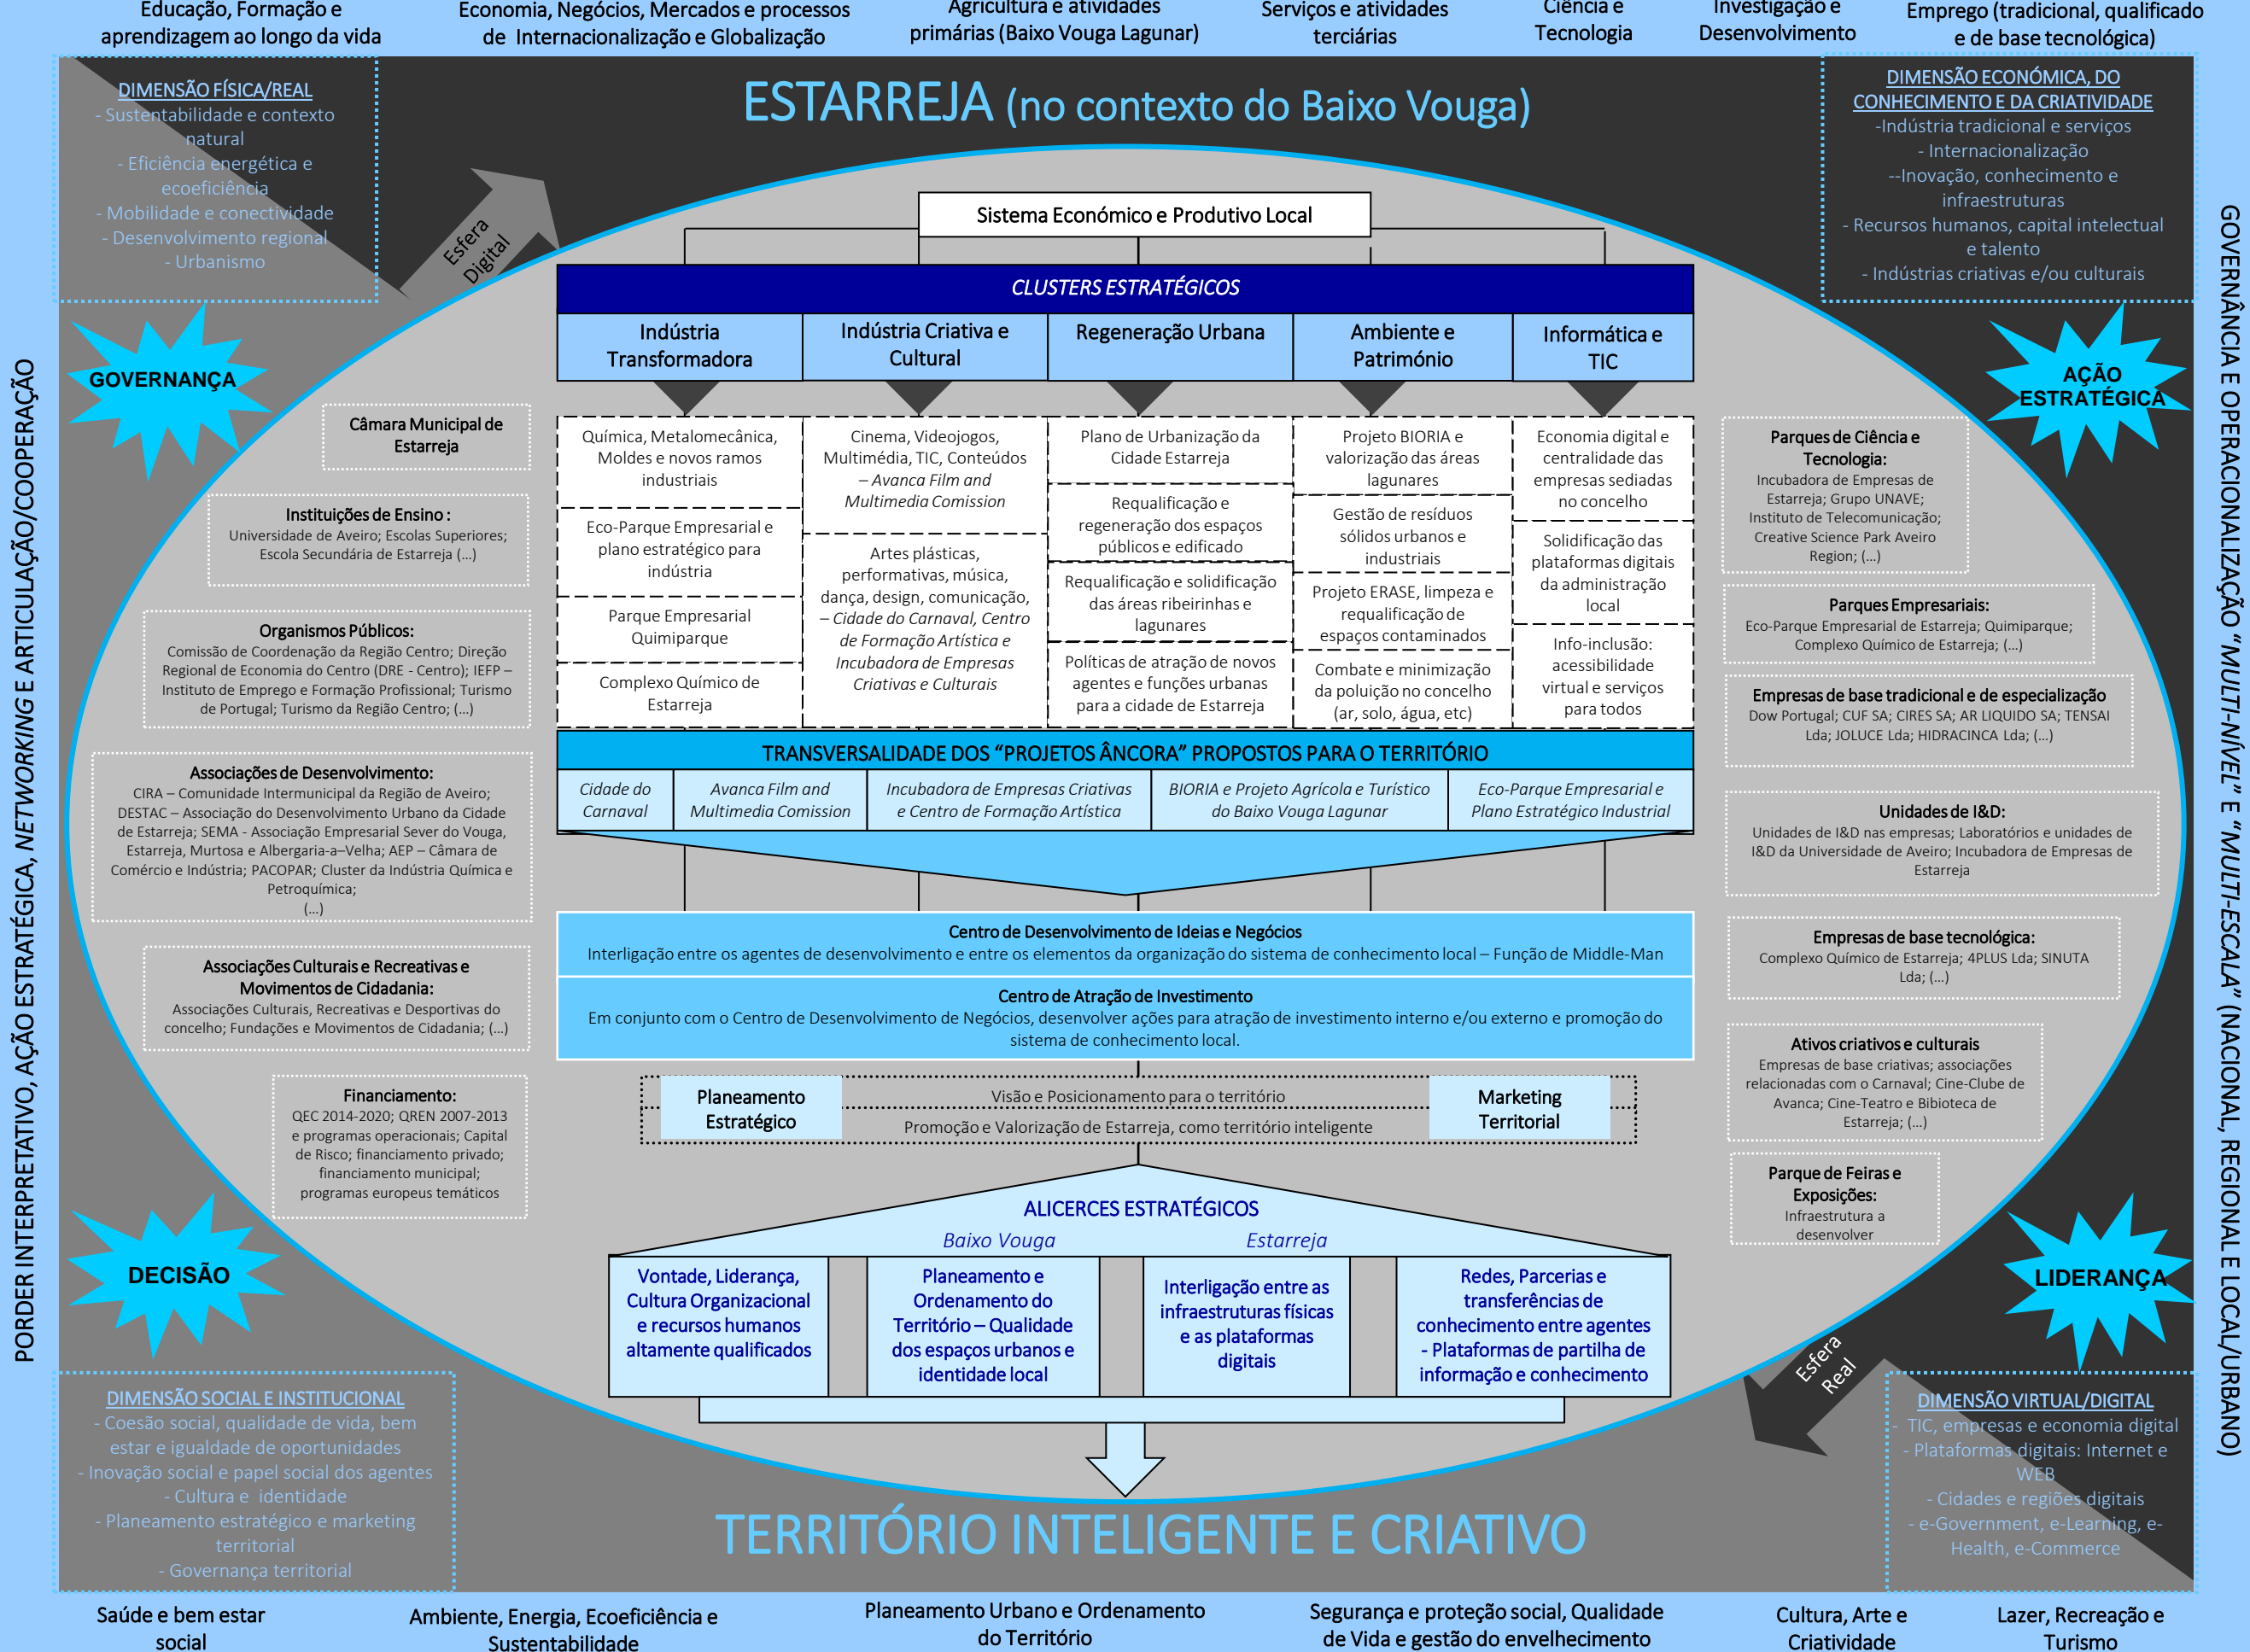 Educação, Formação e
aprendizagem ao longo da vida
Economia, Negócios, Mercados e processos
de Internacionalização e Globalização
Agricultura e atividades
primárias (Baixo Vouga Lagunar)
Serviços e atividades
terciárias
Ciência e
Tecnologia
Investigação e
Desenvolvimento
Emprego (tradicional, qualificado
e de base tecnológica)
PORDER INTERPRETATIVO, AÇÃO ESTRATÉGICA, NETWORKING E ARTICULAÇÃO/COOPERAÇÃO
GOVERNÂNCIA E OPERACIONALIZAÇÃO "MULTI-NÍVEL" E "MULTI-ESCALA" (NACIONAL, REGIONAL E LOCAL/URBANO)
ESTARREJA (no contexto do Baixo Vouga)
DIMENSÃO FÍSICA/REAL
- Sustentabilidade e contexto
natural
- Eficiência energética e
ecoeficiência
- Mobilidade e conectividade
- Desenvolvimento regional
- Urbanismo
DIMENSÃO ECONÓMICA, DO
CONHECIMENTO E DA CRIATIVIDADE
-Indústria tradicional e serviços
- Internacionalização
--Inovação, conhecimento e
infraestruturas
- Recursos humanos, capital intelectual
e talento
- Indústrias criativas e/ou culturais
Esfera
Digital
GOVERNANÇA
AÇÃO
ESTRATÉGICA
Câmara Municipal de
Estarreja
Instituições de Ensino :
Universidade de Aveiro; Escolas Superiores;
Escola Secundária de Estarreja (…)
Organismos Públicos:
Comissão de Coordenação da Região Centro; Direção
Regional de Economia do Centro (DRE - Centro); IEFP –
Instituto de Emprego e Formação Profissional; Turismo
de Portugal; Turismo da Região Centro; (…)
Associações de Desenvolvimento:
CIRA – Comunidade Intermunicipal da Região de Aveiro;
DESTAC – Associação do Desenvolvimento Urbano da Cidade
de Estarreja; SEMA - Associação Empresarial Sever do Vouga,
Estarreja, Murtosa e Albergaria-a–Velha; AEP – Câmara de
Comércio e Indústria; PACOPAR; Cluster da Indústria Química e
Petroquímica;
(…)
Associações Culturais e Recreativas e
Movimentos de Cidadania:
Associações Culturais, Recreativas e Desportivas do
concelho; Fundações e Movimentos de Cidadania; (…)
Financiamento:
QEC 2014-2020; QREN 2007-2013
e programas operacionais; Capital
de Risco; financiamento privado;
financiamento municipal;
programas europeus temáticos
Sistema Económico e Produtivo Local
CLUSTERS ESTRATÉGICOS
Indústria
Transformadora
Indústria Criativa e
Cultural
Regeneração Urbana
Ambiente e
Património
Informática e
TIC
Química, Metalomecânica,
Moldes e novos ramos
industriais
Eco-Parque Empresarial e
plano estratégico para
indústria
Parque Empresarial
Quimiparque
Complexo Químico de
Estarreja
Cinema, Videojogos,
Multimédia, TIC, Conteúdos
– Avanca Film and
Multimedia Comission
Artes plásticas,
performativas, música,
dança, design, comunicação,
– Cidade do Carnaval, Centro
de Formação Artística e
Incubadora de Empresas
Criativas e Culturais
Plano de Urbanização da
Cidade Estarreja
Requalificação e
regeneração dos espaços
públicos e edificado
Requalificação e solidificação
das áreas ribeirinhas e
lagunares
Políticas de atração de novos
agentes e funções urbanas
para a cidade de Estarreja
Projeto BIORIA e
valorização das áreas
lagunares
Gestão de resíduos
sólidos urbanos e
industriais
Projeto ERASE, limpeza e
requalificação de
espaços contaminados
Combate e minimização
da poluição no concelho
(ar, solo, água, etc)
Economia digital e
centralidade das
empresas sediadas
no concelho
Solidificação das
plataformas digitais
da administração
local
Info-inclusão:
acessibilidade
virtual e serviços
para todos
TRANSVERSALIDADE DOS "PROJETOS ÂNCORA" PROPOSTOS PARA O TERRITÓRIO
Cidade do
Carnaval
Avanca Film and
Multimedia Comission
Incubadora de Empresas Criativas
e Centro de Formação Artística
BIORIA e Projeto Agrícola e Turístico
do Baixo Vouga Lagunar
Eco-Parque Empresarial e
Plano Estratégico Industrial
Centro de Desenvolvimento de Ideias e Negócios
Interligação entre os agentes de desenvolvimento e entre os elementos da organização do sistema de conhecimento local – Função de Middle-Man
Centro de Atração de Investimento
Em conjunto com o Centro de Desenvolvimento de Negócios, desenvolver ações para atração de investimento interno e/ou externo e promoção do
sistema de conhecimento local.
Planeamento
Estratégico
Visão e Posicionamento para o território
Promoção e Valorização de Estarreja, como território inteligente
Marketing
Territorial
ALICERCES ESTRATÉGICOS
Baixo Vouga
Estarreja
Vontade, Liderança,
Cultura Organizacional
e recursos humanos
altamente qualificados
Planeamento e
Ordenamento do
Território – Qualidade
dos espaços urbanos e
identidade local
Interligação entre as
infraestruturas físicas
e as plataformas
digitais
Redes, Parcerias e
transferências de
conhecimento entre agentes
- Plataformas de partilha de
informação e conhecimento
Parques de Ciência e
Tecnologia:
Incubadora de Empresas de
Estarreja; Grupo UNAVE;
Instituto de Telecomunicação;
Creative Science Park Aveiro
Region; (…)
Parques Empresariais:
Eco-Parque Empresarial de Estarreja; Quimiparque;
Complexo Químico de Estarreja; (…)
Empresas de base tradicional e de especialização
Dow Portugal; CUF SA; CIRES SA; AR LIQUIDO SA; TENSAI
Lda; JOLUCE Lda; HIDRACINCA Lda; (…)
Unidades de I&D:
Unidades de I&D nas empresas; Laboratórios e unidades de
I&D da Universidade de Aveiro; Incubadora de Empresas de
Estarreja
Empresas de base tecnológica:
Complexo Químico de Estarreja; 4PLUS Lda; SINUTA
Lda; (…)
Ativos criativos e culturais
Empresas de base criativas; associações
relacionadas com o Carnaval; Cine-Clube de
Avanca; Cine-Teatro e Bibioteca de
Estarreja; (…)
Parque de Feiras e
Exposições:
Infraestrutura a
desenvolver
DECISÃO
LIDERANÇA
Esfera
Real
DIMENSÃO SOCIAL E INSTITUCIONAL
- Coesão social, qualidade de vida, bem
estar e igualdade de oportunidades
- Inovação social e papel social dos agentes
- Cultura e identidade
- Planeamento estratégico e marketing
territorial
- Governança territorial
DIMENSÃO VIRTUAL/DIGITAL
- TIC, empresas e economia digital
- Plataformas digitais: Internet e
WEB
- Cidades e regiões digitais
- e-Government, e-Learning, e-
Health, e-Commerce
TERRITÓRIO INTELIGENTE E CRIATIVO
Saúde e bem estar
social
Ambiente, Energia, Ecoeficiência e
Sustentabilidade
Planeamento Urbano e Ordenamento
do Território
Segurança e proteção social, Qualidade
de Vida e gestão do envelhecimento
Cultura, Arte e
Criatividade
Lazer, Recreação e
Turismo